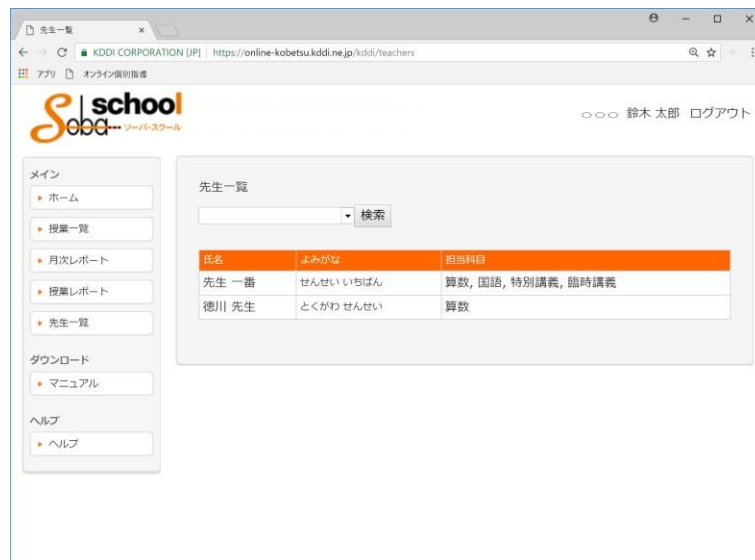 先生一覧
KDDI CORPORATION [JP] | https://online-kobetsu.kddi.ne.jp/kddi/teachers
アプリ オンライン個別指導
Soba school
ソーバ・スクール
○○○ 鈴木 太郎 ログアウト
メイン
ホーム
授業一覧
月次レポート
授業レポート
先生一覧
ダウンロード
マニュアル
ヘルプ
ヘルプ
先生一覧
検索
氏名 よみがな 担当科目
先生 一番 せんせい いちばん 算数, 国語, 特別講義, 臨時講義
徳川 先生 とくがわ せんせい 算数